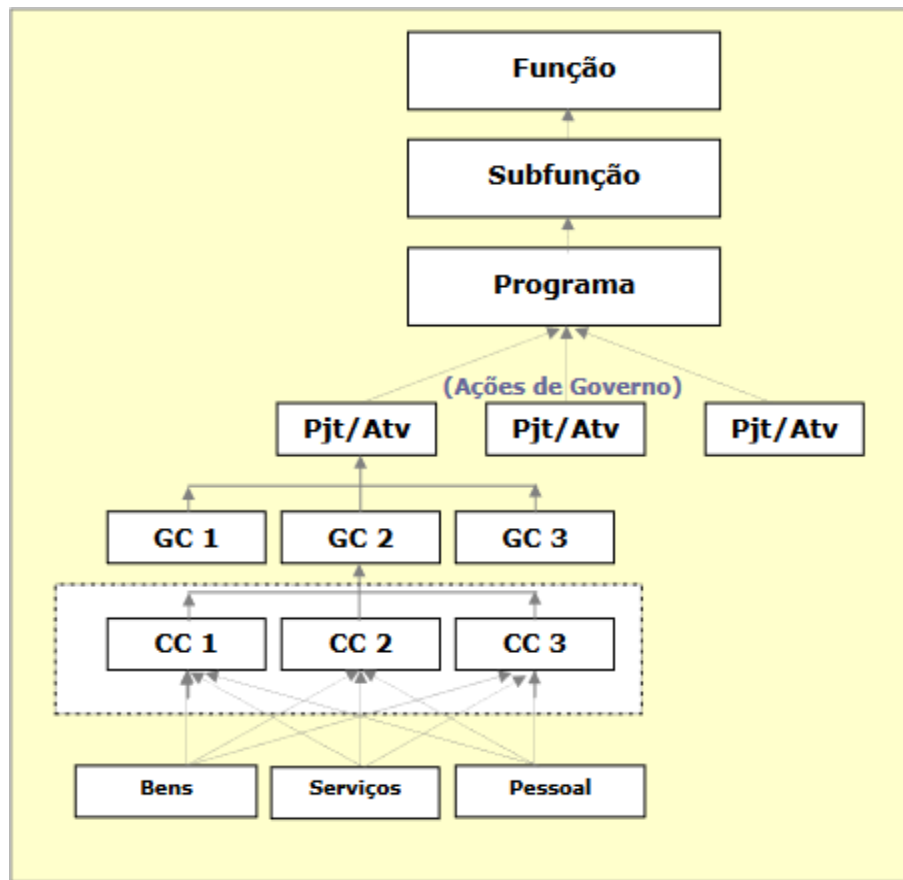 Função
Subfunção
Programa
(Ações de Governo)
Pjt/Atv
Pjt/Atv
Pjt/Atv
GC 1
GC 2
GC 3
CC 1
CC 2
CC 3
Bens
Serviços
Pessoal